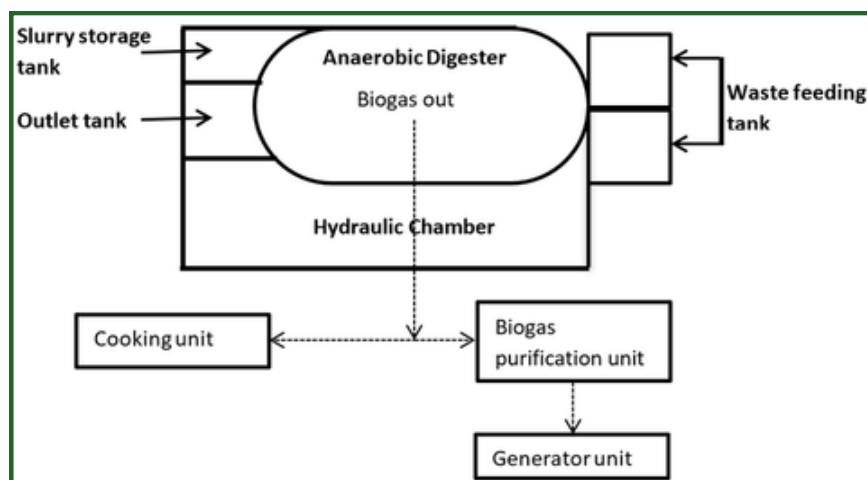 Slurry storage
tank
Anaerobic Digester
Biogas out
Outlet tank
Waste feeding
tank
Hydraulic Chamber
Cooking unit
Biogas
purification unit
Generator unit